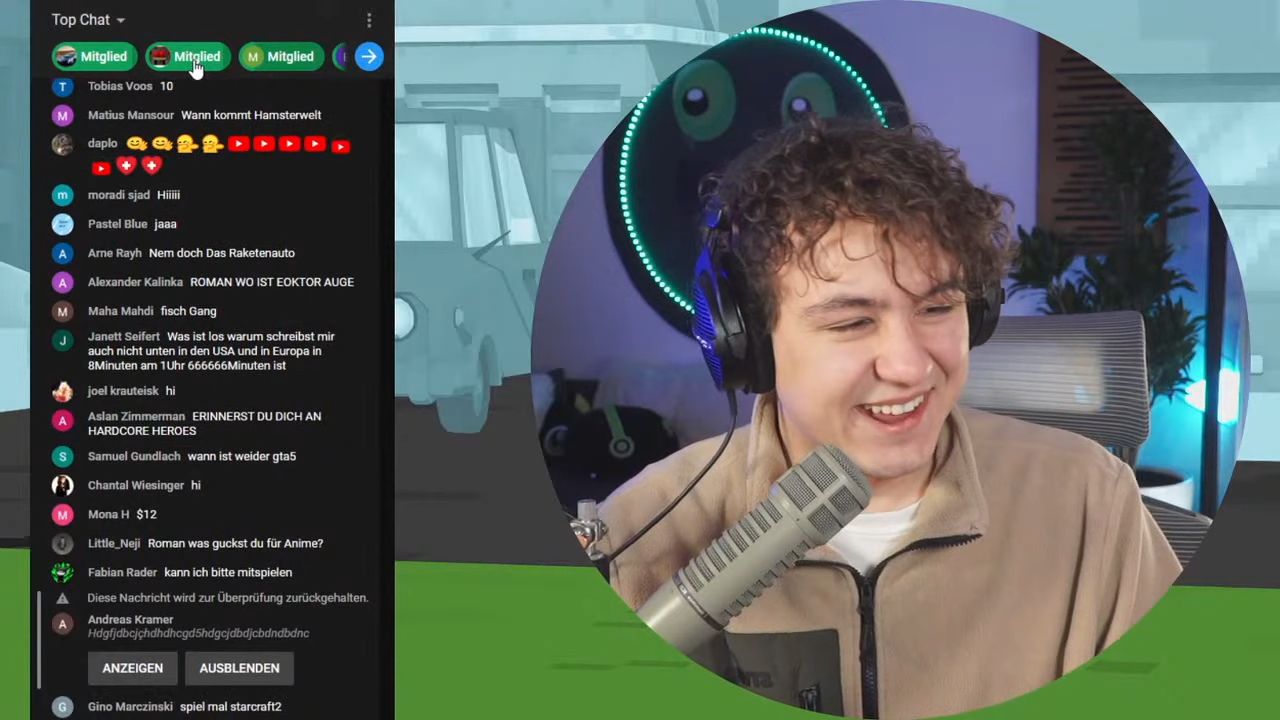 Top Chat
Mitglied Mitglied M Mitglied
T Tobias Voos 10
M Matius Mansour Wann kommt Hamsterwelt
daplo
m moradi sjad Hiiiii
Pastel Blue jaaa
A Arne Rayh Nem doch Das Raketenauto
A Alexander Kalinka ROMAN WO IST EOKTOR AUGE
M Maha Mahdi fisch Gang
J Janett Seifert Was ist los warum schreibst mir
auch nicht unten in den USA und in Europa in
8Minuten am 1Uhr 666666Minuten ist
joel krauteisk hi
A Aslan Zimmerman ERINNERST DU DICH AN
HARDCORE HEROES
S Samuel Gundlach wann ist weider gta5
Chantal Wiesinger hi
M Mona H $12
Little_Neji Roman was guckst du für Anime?
Fabian Rader kann ich bitte mitspielen
Diese Nachricht wird zur Überprüfung zurückgehalten.
A Andreas Kramer
ANZEIGEN AUSBLENDEN
G Gino Marczinski spiel mal starcraft2